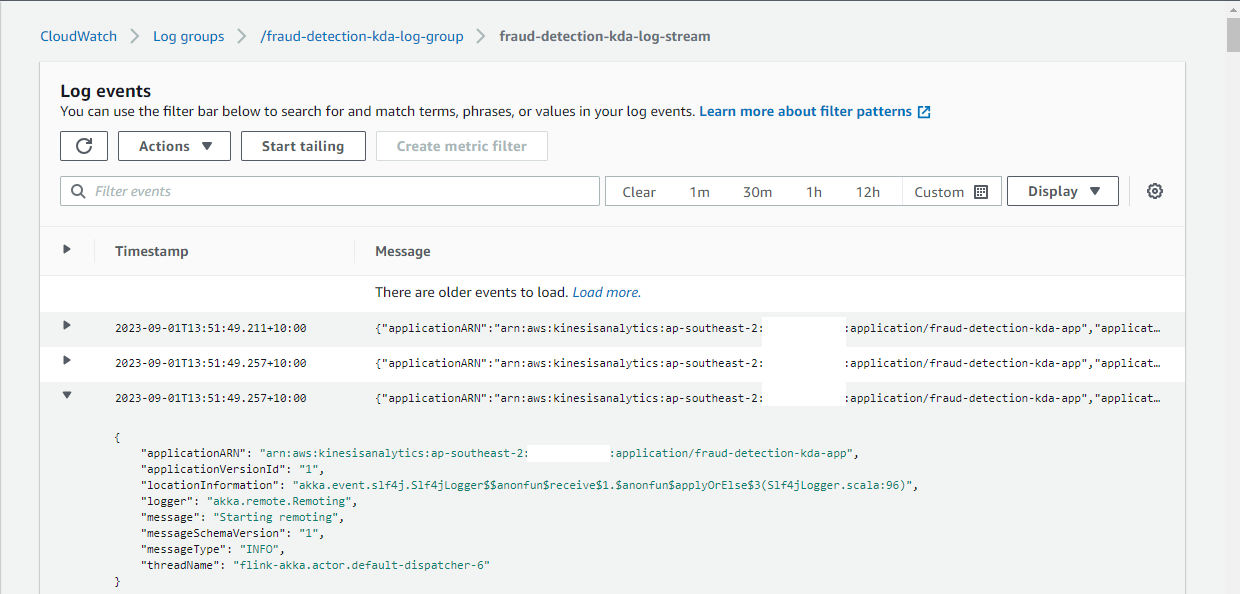 CloudWatch > Log groups > /fraud-detection-kda-log-group > fraud-detection-kda-log-stream
Log events
You can use the filter bar below to search for and match terms, phrases, or values in your log events. Learn more about filter patterns
Actions Start tailing Create metric filter
Filter events Clear 1m 30m 1h 12h Custom Display
Timestamp Message
There are older events to load. Load more.
2023-09-01T13:51:49.211+10:00 {"applicationARN":"arn:aws:kinesisanalytics:ap-southeast-2: :application/fraud-detection-kda-app","applicat…
2023-09-01T13:51:49.257+10:00 {"applicationARN":"arn:aws:kinesisanalytics:ap-southeast-2: :application/fraud-detection-kda-app","applicat…
2023-09-01T13:51:49.257+10:00 {"applicationARN":"arn:aws:kinesisanalytics:ap-southeast-2: :application/fraud-detection-kda-app","applicat…
{
"applicationARN": "arn:aws:kinesisanalytics:ap-southeast-2: :application/fraud-detection-kda-app",
"applicationVersionId": "1",
"locationInformation": "akka.event.slf4j.Slf4jLogger$$anonfun$receive$1.$anonfun$applyOrElse$3(Slf4jLogger.scala:96)",
"logger": "akka.remote.Remoting",
"message": "Starting remoting",
"messageSchemaVersion": "1",
"messageType": "INFO",
"threadName": "flink-akka.actor.default-dispatcher-6"
}